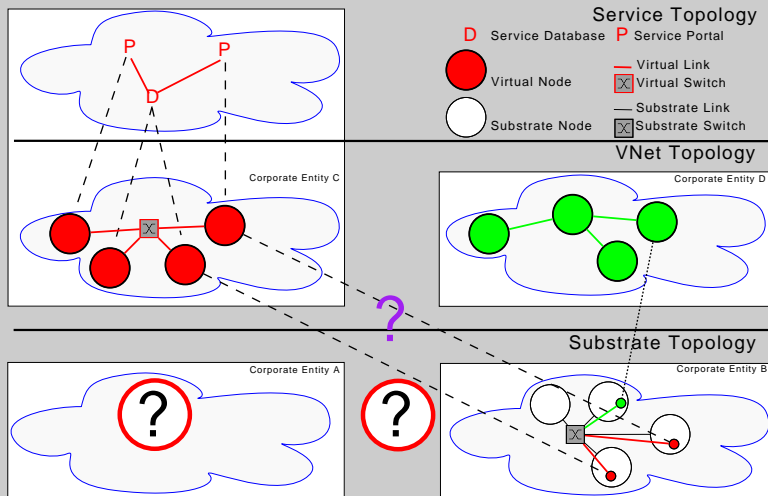 Service Topology
D Service Database P Service Portal
Virtual Node
Virtual Link
Virtual Switch
Substrate Node
Substrate Link
Substrate Switch
P
P
D
VNet Topology
Corporate Entity C
Corporate Entity D
?
Substrate Topology
Corporate Entity A
Corporate Entity B
?
?